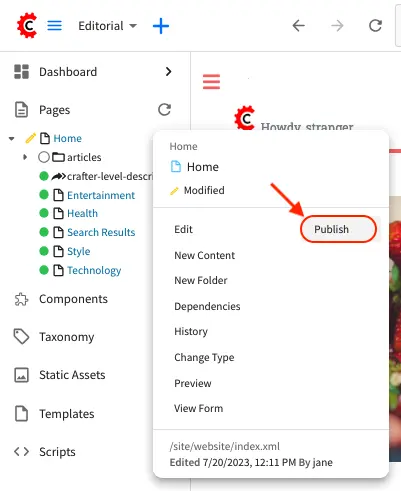 Editorial
Dashboard
Pages
Home
articles
crafter-level-descri
Entertainment
Health
Search Results
Style
Technology
Components
Taxonomy
Static Assets
Templates
Scripts
Howdy, stranger
Home
Home
Modified
Edit
Publish
New Content
New Folder
Dependencies
History
Change Type
Preview
View Form
/site/website/index.xml
Edited 7/20/2023, 12:11 PM By jane